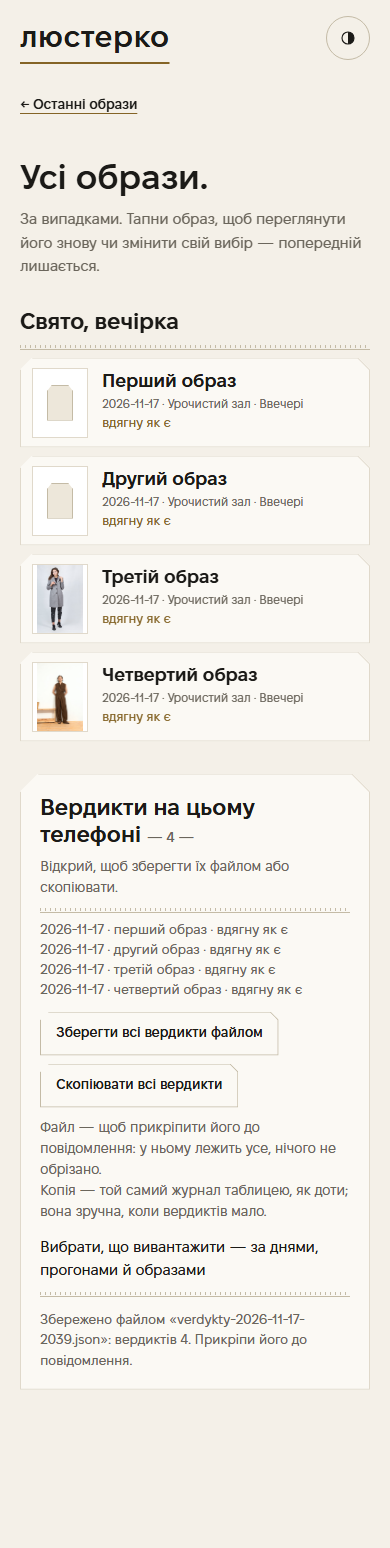 люстерко
← Останні образи
Усі образи.
За випадками. Тапни образ, щоб переглянути
його знову чи змінити свій вибір — попередній
лишається.
Свято, вечірка
Перший образ
2026-11-17 · Урочистий зал · Ввечері
вдягну як є
Другий образ
2026-11-17 · Урочистий зал · Ввечері
вдягну як є
Третій образ
2026-11-17 · Урочистий зал · Ввечері
вдягну як є
Четвертий образ
2026-11-17 · Урочистий зал · Ввечері
вдягну як є
Вердикти на цьому
телефоні — 4 —
Відкрий, щоб зберегти їх файлом або
скопіювати.
2026-11-17 · перший образ · вдягну як є
2026-11-17 · другий образ · вдягну як є
2026-11-17 · третій образ · вдягну як є
2026-11-17 · четвертий образ · вдягну як є
Зберегти всі вердикти файлом
Скопіювати всі вердикти
Файл — щоб прикріпити його до
повідомлення: у ньому лежить усе, нічого не
обрізано.
Копія — той самий журнал таблицею, як доти;
вона зручна, коли вердиктів мало.
Вибрати, що вивантажити — за днями,
прогонами й образами
Збережено файлом «verdykty-2026-11-17-
2039.json»: вердиктів 4. Прикріпи його до
повідомлення.